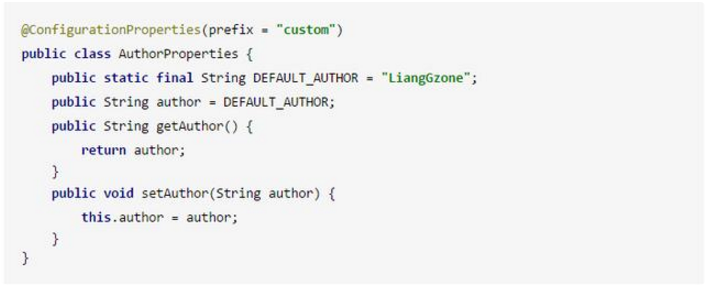 @ConfigurationProperties(prefix = "custom")
public class AuthorProperties {
    public static final String DEFAULT_AUTHOR = "LiangGzone";
    public String author = DEFAULT_AUTHOR;
    public String getAuthor() {
        return author;
    }
    public void setAuthor(String author) {
        this.author = author;
    }
}